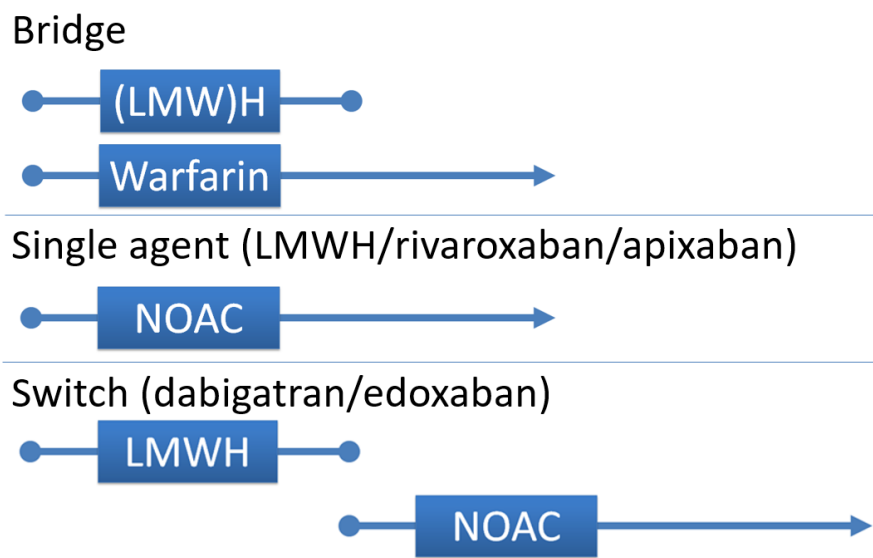 Bridge
(LMW)H
Warfarin
Single agent (LMWH/rivaroxaban/apixaban)
NOAC
Switch (dabigatran/edoxaban)
LMWH
NOAC